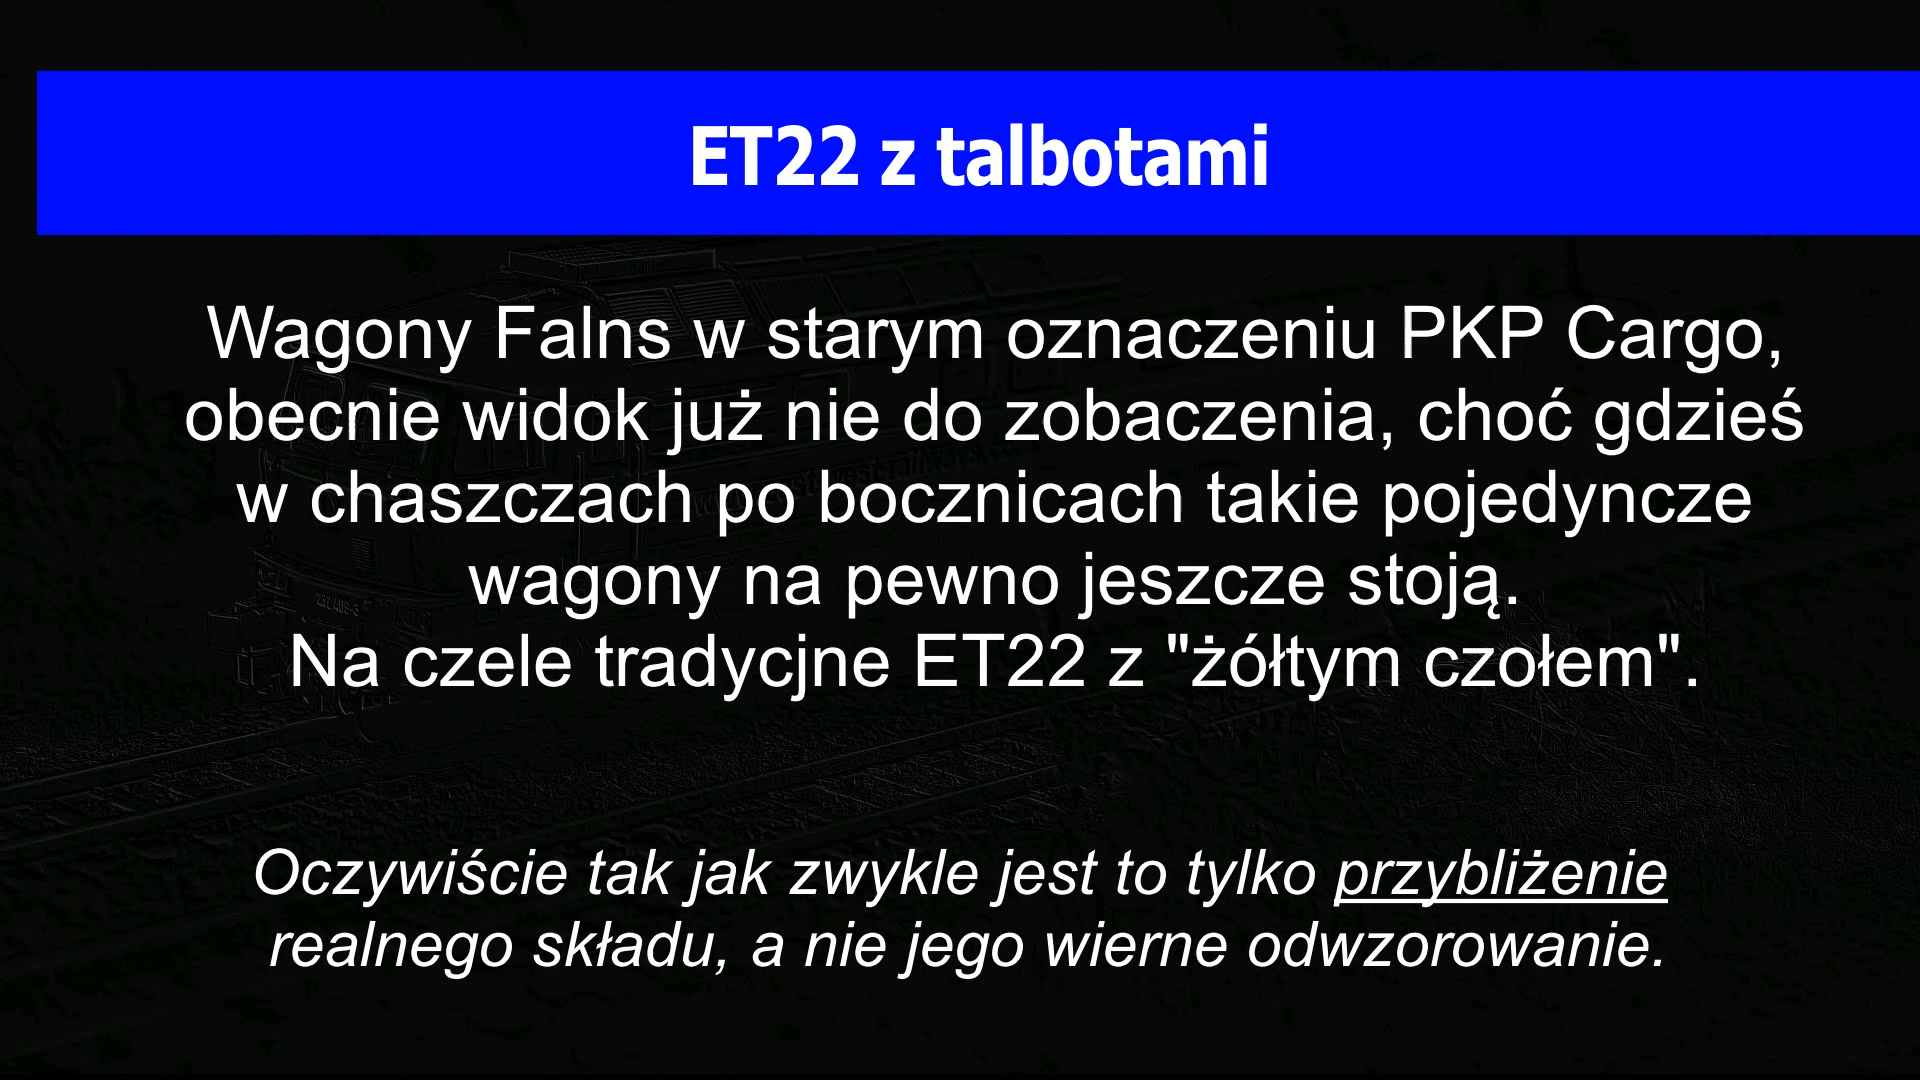 ET22 z talbotami
Wagony Falns w starym oznaczeniu PKP Cargo,
obecnie widok już nie do zobaczenia, choć gdzieś
w chaszczach po bocznicach takie pojedyncze
wagony na pewno jeszcze stoją.
Na czele tradycjne ET22 z "żółtym czołem".
Oczywiście tak jak zwykle jest to tylko przybliżenie
realnego składu, a nie jego wierne odwzorowanie.